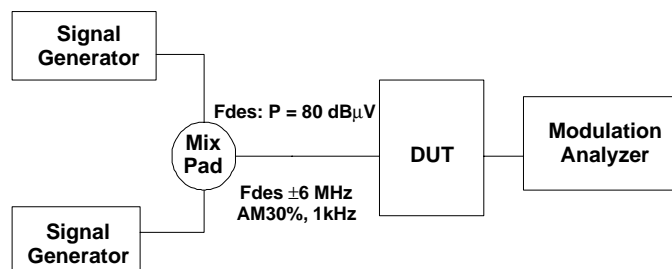 Signal
Generator
Fdes: P = 80 dBμV
Mix
Pad
DUT
Modulation
Analyzer
Fdes ±6 MHz
AM30%, 1kHz
Signal
Generator